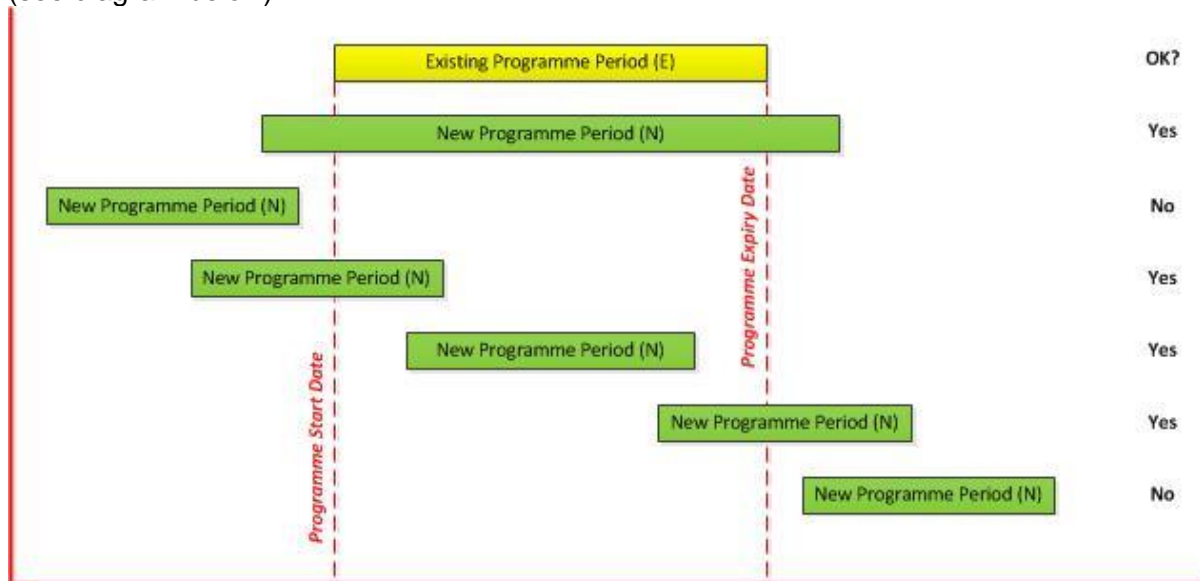 Existing Programme Period (E) OK?
New Programme Period (N) Yes
New Programme Period (N) No
New Programme Period (N) Yes
New Programme Period (N) Yes
New Programme Period (N) Yes
New Programme Period (N) No
Programme Start Date
Programme Expiry Date